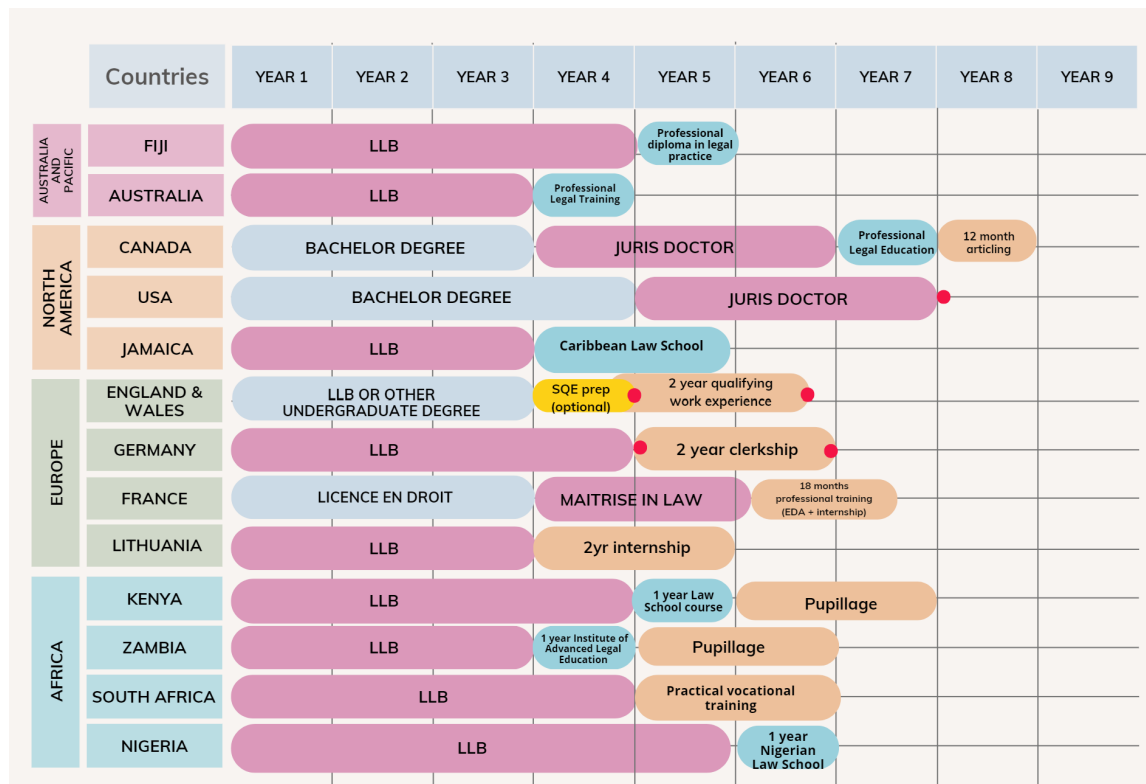 Countries
YEAR 1
YEAR 2
YEAR 3
YEAR 4
YEAR 5
YEAR 6
YEAR 7
YEAR 8
YEAR 9
AUSTRALIA
AND
PACIFIC
FIJI
LLB
Professional
diploma in legal
practice
AUSTRALIA
LLB
Professional
Legal Training
NORTH
AMERICA
CANADA
BACHELOR DEGREE
JURIS DOCTOR
Professional
Legal Education
12 month
articling
USA
BACHELOR DEGREE
JURIS DOCTOR
JAMAICA
LLB
Caribbean Law School
EUROPE
ENGLAND &
WALES
LLB OR OTHER
UNDERGRADUATE DEGREE
SQE prep
(optional)
2 year qualifying
work experience
GERMANY
LLB
2 year clerkship
FRANCE
LICENCE EN DROIT
MAITRISE IN LAW
18 months
professional training
(EDA + internship)
LITHUANIA
LLB
2yr internship
AFRICA
KENYA
LLB
1 year Law
School course
Pupillage
ZAMBIA
LLB
1 year Institute of
Advanced Legal
Education
Pupillage
SOUTH AFRICA
LLB
Practical vocational
training
NIGERIA
LLB
1 year
Nigerian
Law School